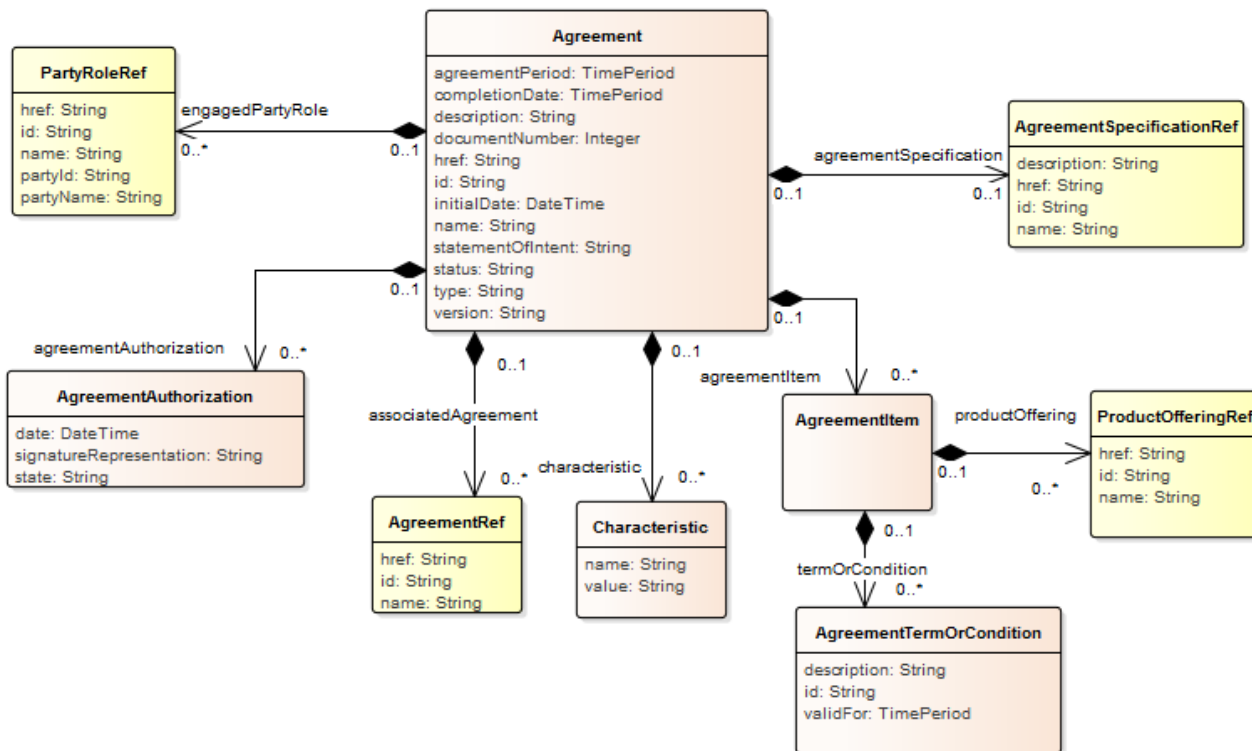 Agreement
agreementPeriod: TimePeriod
completionDate: TimePeriod
description: String
documentNumber: Integer
href: String
id: String
initialDate: DateTime
name: String
statementOfIntent: String
status: String
type: String
version: String
PartyRoleRef
href: String
id: String
name: String
partyId: String
partyName: String
engagedPartyRole
0..*
0..1
AgreementSpecificationRef
description: String
href: String
id: String
name: String
agreementSpecification
0..1
0..1
0..1
agreementAuthorization
0..*
AgreementAuthorization
date: DateTime
signatureRepresentation: String
state: String
0..1
associatedAgreement
0..*
AgreementRef
href: String
id: String
name: String
0..1
characteristic
0..*
Characteristic
name: String
value: String
0..1
agreementItem
0..*
AgreementItem
productOffering
0..1
0..*
ProductOfferingRef
href: String
id: String
name: String
0..1
termOrCondition
0..*
AgreementTermOrCondition
description: String
id: String
validFor: TimePeriod